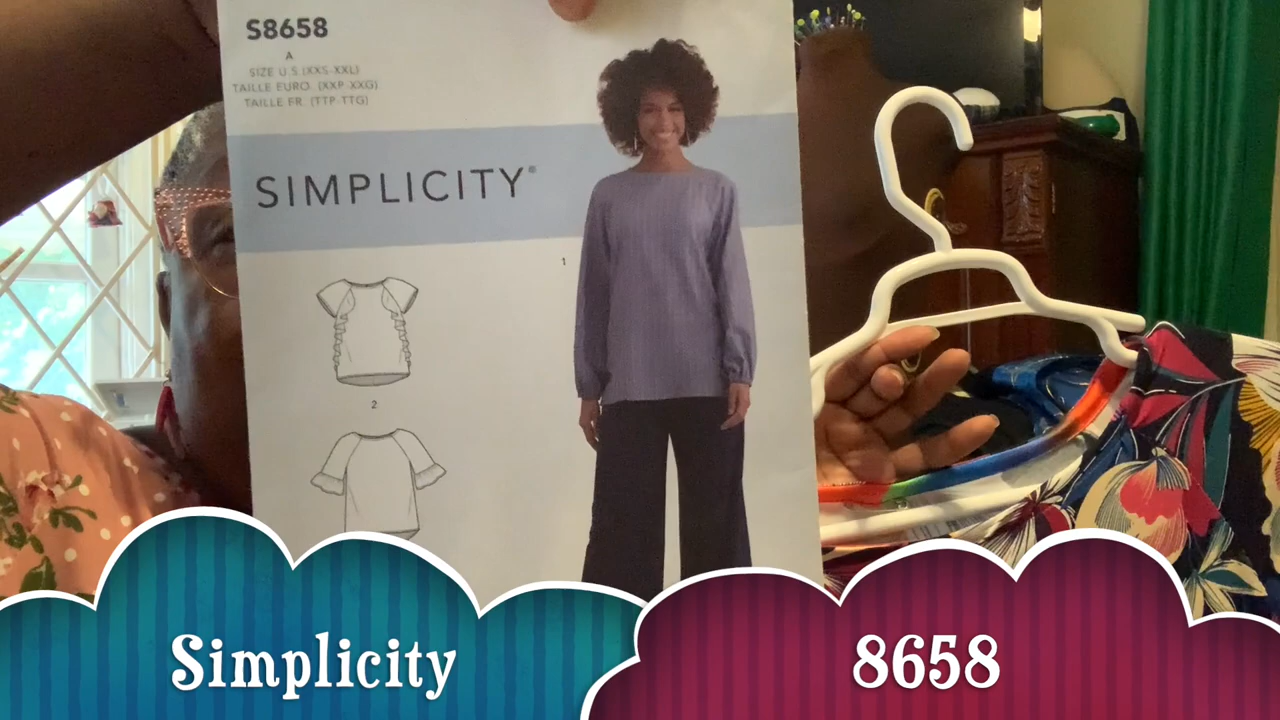 S8658
A
SIZE U.S (XXS-XXL)
TAILLE EURO. (XXP-XXG)
TAILLE FR. (TTP-TTG)
SIMPLICITY®
1
2
Simplicity
8658